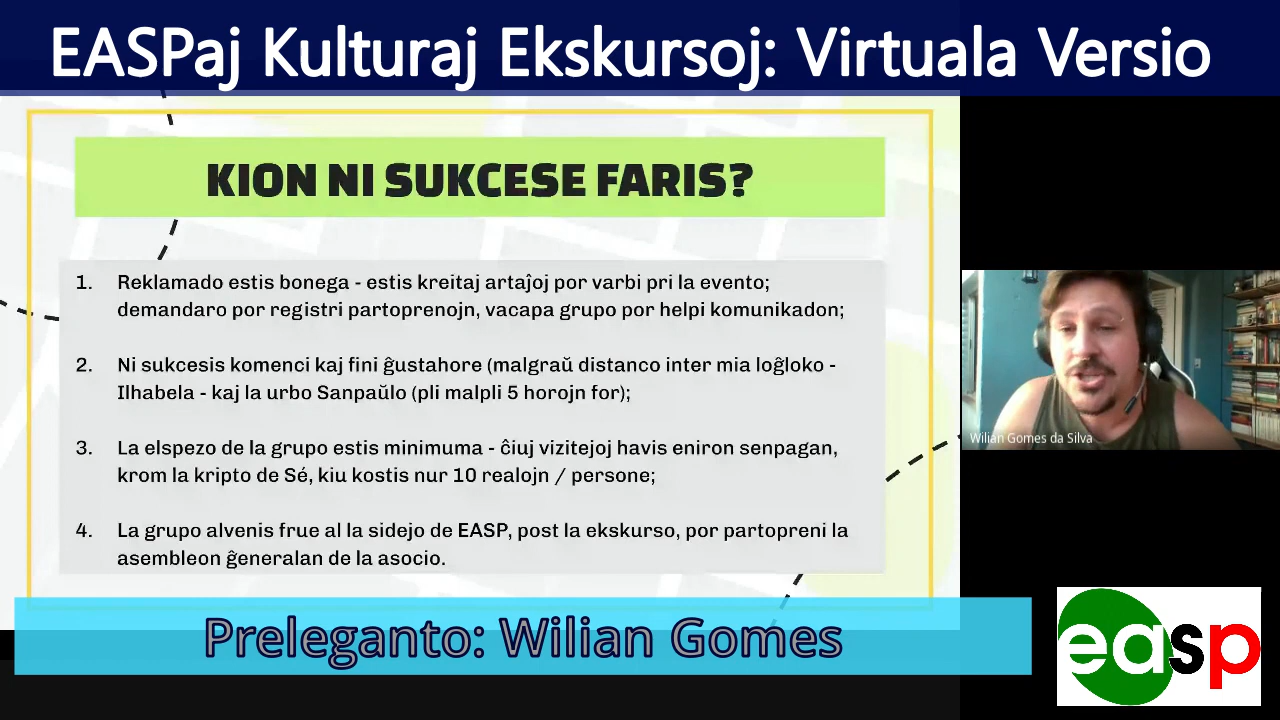 EASPaj Kulturaj Ekskursoj: Virtuala Versio
KION NI SUKCESE FARIS?
1. Reklamado estis bonega - estis kreitaj artaĵoj por varbi pri la evento;
demandaro por registri partoprenojn, vacapa grupo por helpi komunikadon;
2. Ni sukcesis komenci kaj fini ĝustahore (malgraŭ distanco inter mia loĝloko -
Ilhabela - kaj la urbo Sanpaŭlo (pli malpli 5 horojn for);
3. La elspezo de la grupo estis minimuma - ĉiuj vizitejoj havis eniron senpagan,
krom la kripto de Sé, kiu kostis nur 10 realojn / persone;
4. La grupo alvenis frue al la sidejo de EASP, post la ekskurso, por partopreni la
asembleon ĝeneralan de la asocio.
Wilian Gomes da Silva
Preleganto: Wilian Gomes
easp